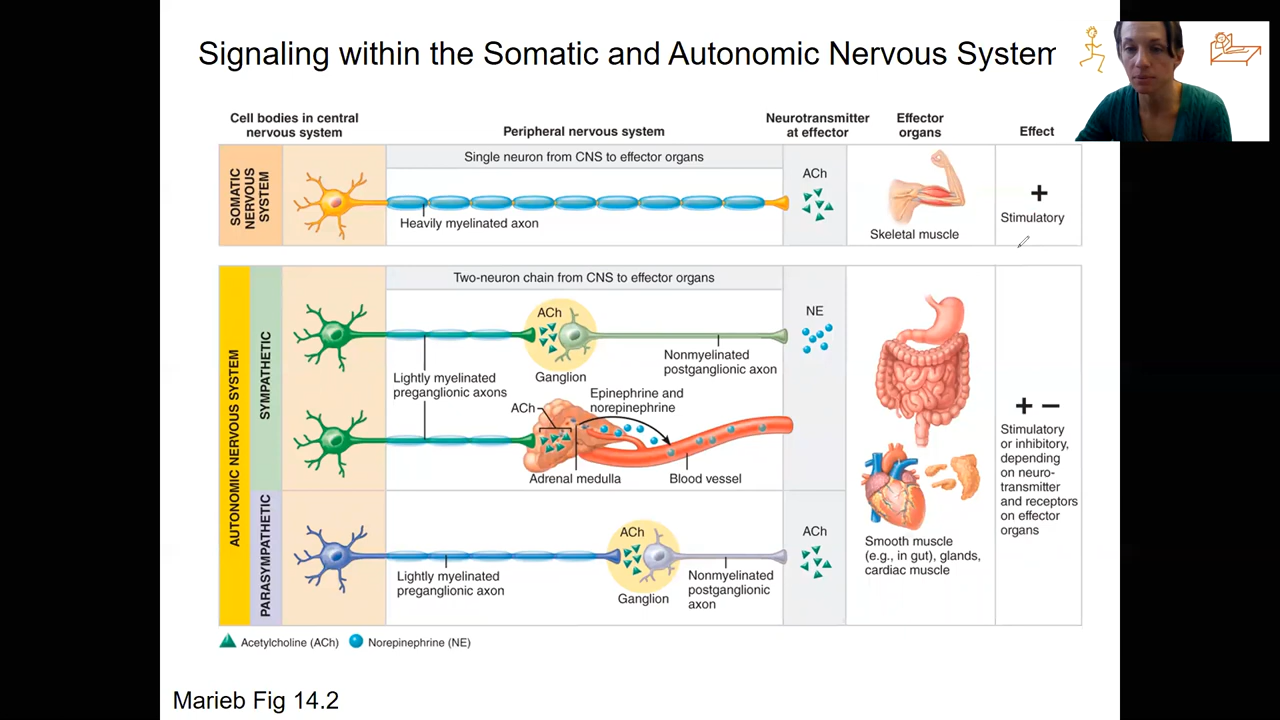 Signaling within the Somatic and Autonomic Nervous System
Cell bodies in central
nervous system
Peripheral nervous system
Neurotransmitter
at effector
Effector
organs
Effect
SOMATIC
NERVOUS
SYSTEM
Single neuron from CNS to effector organs
Heavily myelinated axon
ACh
Skeletal muscle
+
Stimulatory
AUTONOMIC NERVOUS SYSTEM
SYMPATHETIC
Two-neuron chain from CNS to effector organs
ACh
Ganglion
Nonmyelinated
postganglionic axon
NE
Lightly myelinated
preganglionic axons
ACh
Epinephrine and
norepinephrine
Adrenal medulla
Blood vessel
PARASYMPATHETIC
Lightly myelinated
preganglionic axon
ACh
Ganglion
Nonmyelinated
postganglionic
axon
ACh
Smooth muscle
(e.g., in gut), glands,
cardiac muscle
+ −
Stimulatory
or inhibitory,
depending
on neuro-
transmitter
and receptors
on effector
organs
Acetylcholine (ACh)
Norepinephrine (NE)
Marieb Fig 14.2